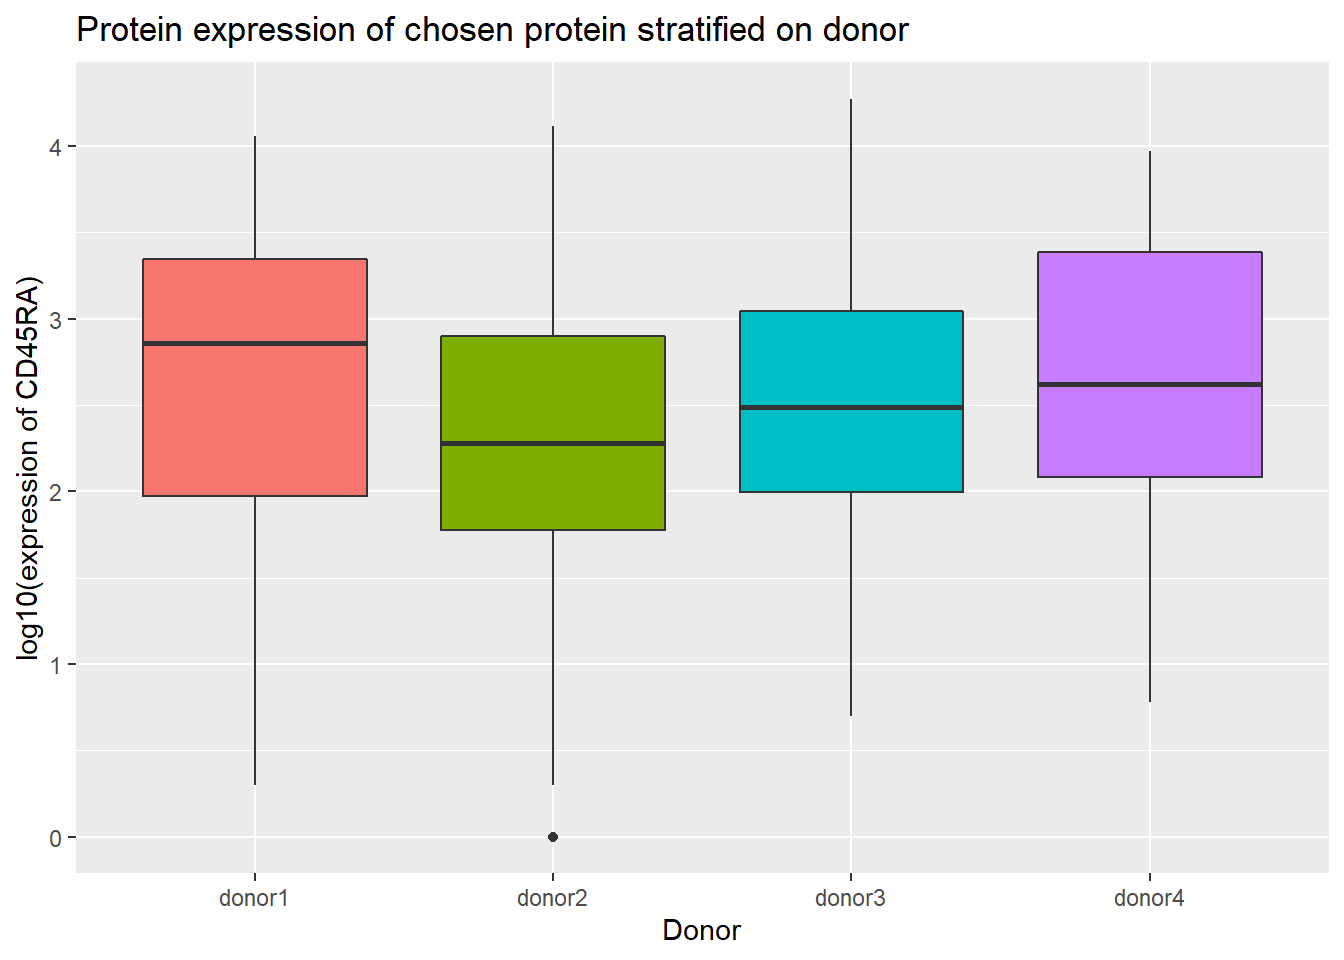 Protein expression of chosen protein stratified on donor
log10(expression of CD45RA)
4
3
2
1
0
donor1 donor2 donor3 donor4
Donor